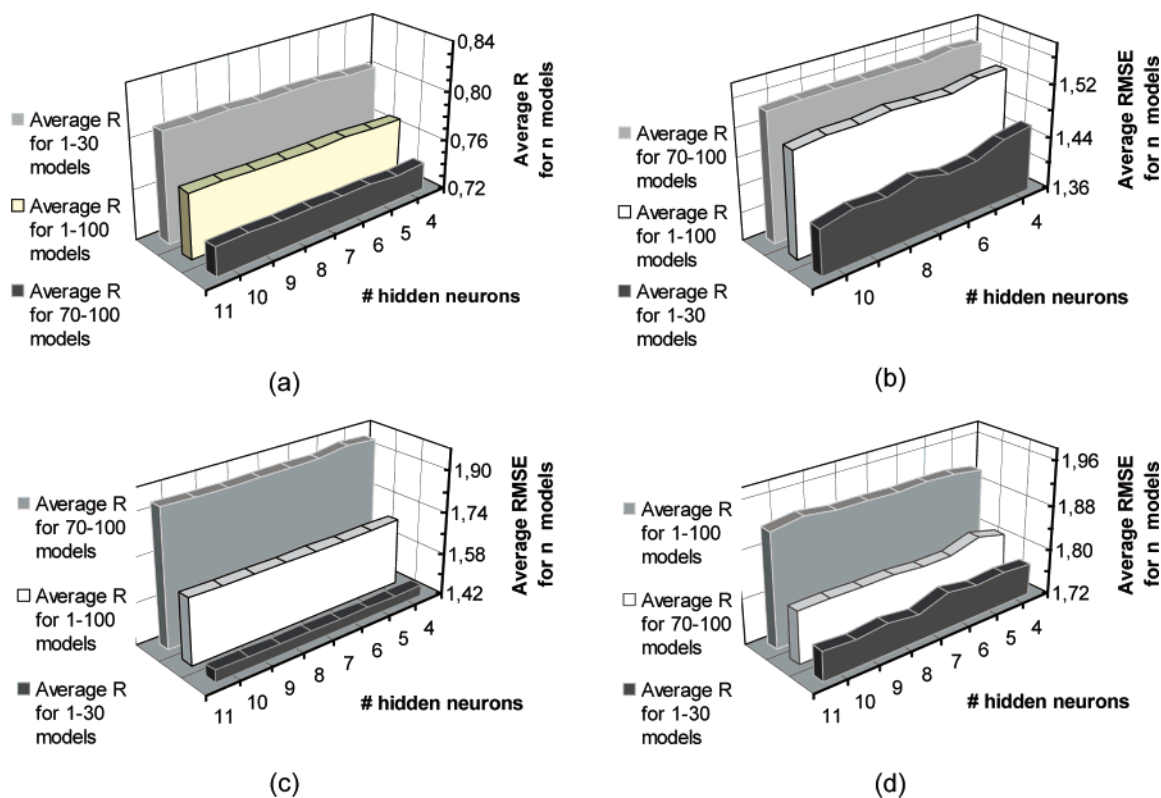 0,84
0,80
0,76
0,72
Average R
for n models
Average R
for 1-30
models
Average R
for 1-100
models
Average R
for 70-100
models
4
5
6
7
8
9
10
11
# hidden neurons
(a)
1,52
1,44
1,36
Average RMSE
for n models
Average R
for 70-100
models
Average R
for 1-100
models
Average R
for 1-30
models
4
6
8
10
# hidden neurons
(b)
1,90
1,74
1,58
1,42
Average RMSE
for n models
Average R
for 70-100
models
Average R
for 1-100
models
Average R
for 1-30
models
4
5
6
7
8
9
10
11
# hidden neurons
(c)
1,96
1,88
1,80
1,72
Average RMSE
for n models
Average R
for 1-100
models
Average R
for 70-100
models
Average R
for 1-30
models
4
5
6
7
8
9
10
11
# hidden neurons
(d)